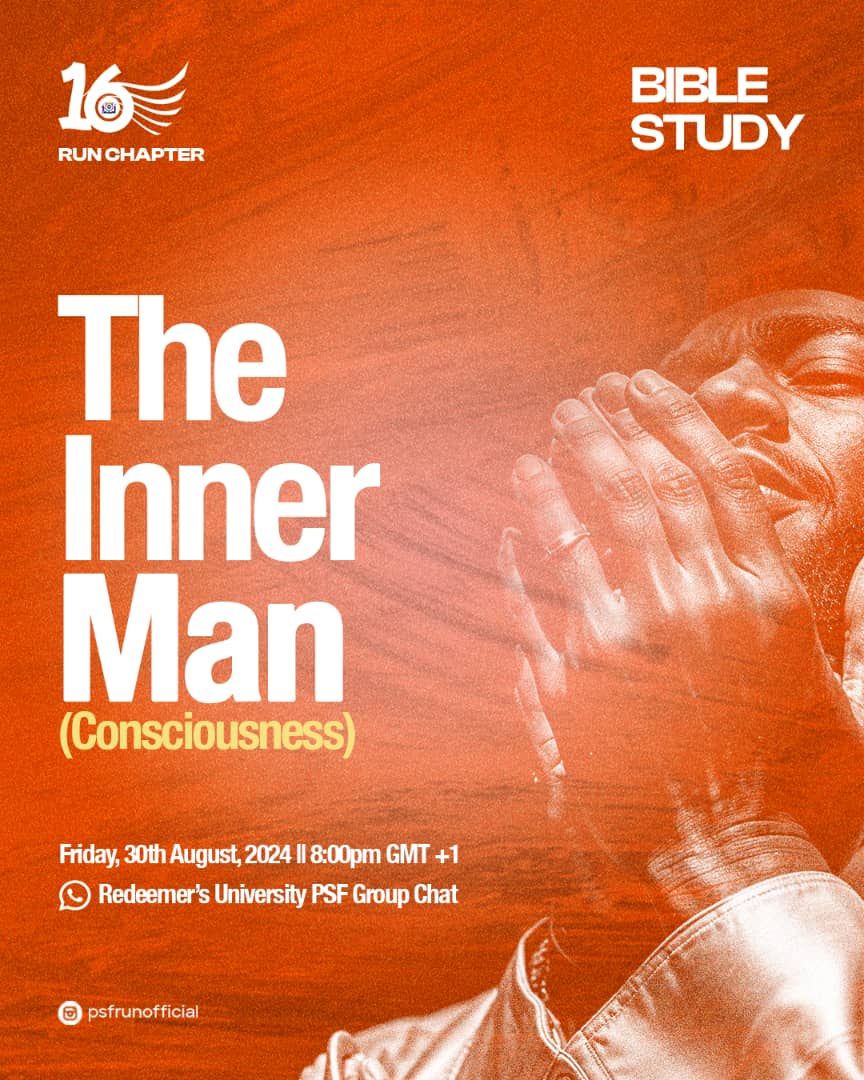 16
RUN CHAPTER
BIBLE
STUDY
The
Inner
Man
(Consciousness)
Friday, 30th August, 2024 || 8:00pm GMT +1
Redeemer's University PSF Group Chat
psfrunofficial